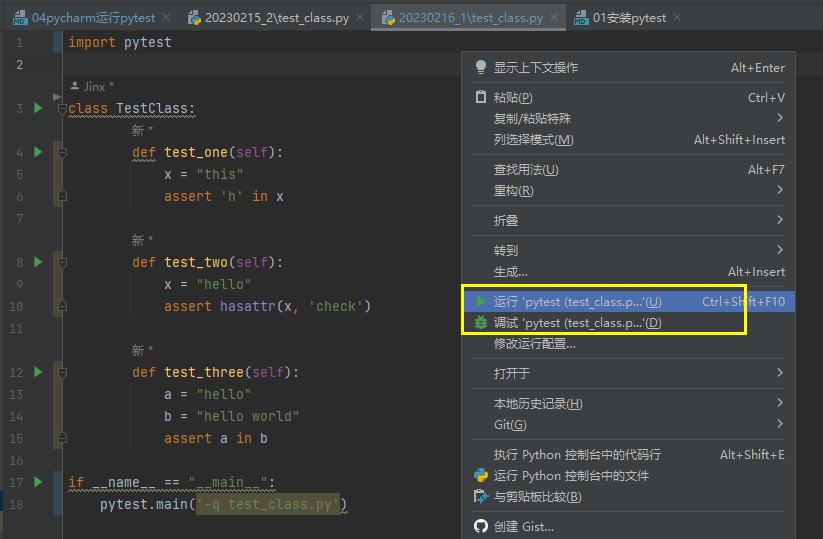 04pycharm运行pytest
20230215_2\test_class.py
20230216_1\test_class.py
01安装pytest
1 import pytest
2
Jinx *
3 class TestClass:
新 *
4 def test_one(self):
5 x = "this"
6 assert 'h' in x
7
新 *
8 def test_two(self):
9 x = "hello"
10 assert hasattr(x, 'check')
11
新 *
12 def test_three(self):
13 a = "hello"
14 b = "hello world"
15 assert a in b
16
17 if __name__ == "__main__":
18 pytest.main('-q test_class.py')
显示上下文操作 Alt+Enter
粘贴(P) Ctrl+V
复制/粘贴特殊
列选择模式(M) Alt+Shift+Insert
查找用法(U) Alt+F7
重构(R)
折叠
转到
生成... Alt+Insert
运行 'pytest (test_class.p...'(U) Ctrl+Shift+F10
调试 'pytest (test_class.p...'(D)
修改运行配置...
打开于
本地历史记录(H)
Git(G)
执行 Python 控制台中的代码行 Alt+Shift+E
运行 Python 控制台中的文件
与剪贴板比较(B)
创建 Gist...